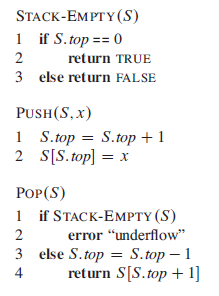 STACK-EMPTY(S)
1 if S.top == 0
2 return TRUE
3 else return FALSE
PUSH(S, x)
1 S.top = S.top + 1
2 S[S.top] = x
POP(S)
1 if STACK-EMPTY(S)
2 error “underflow”
3 else S.top = S.top − 1
4 return S[S.top + 1]